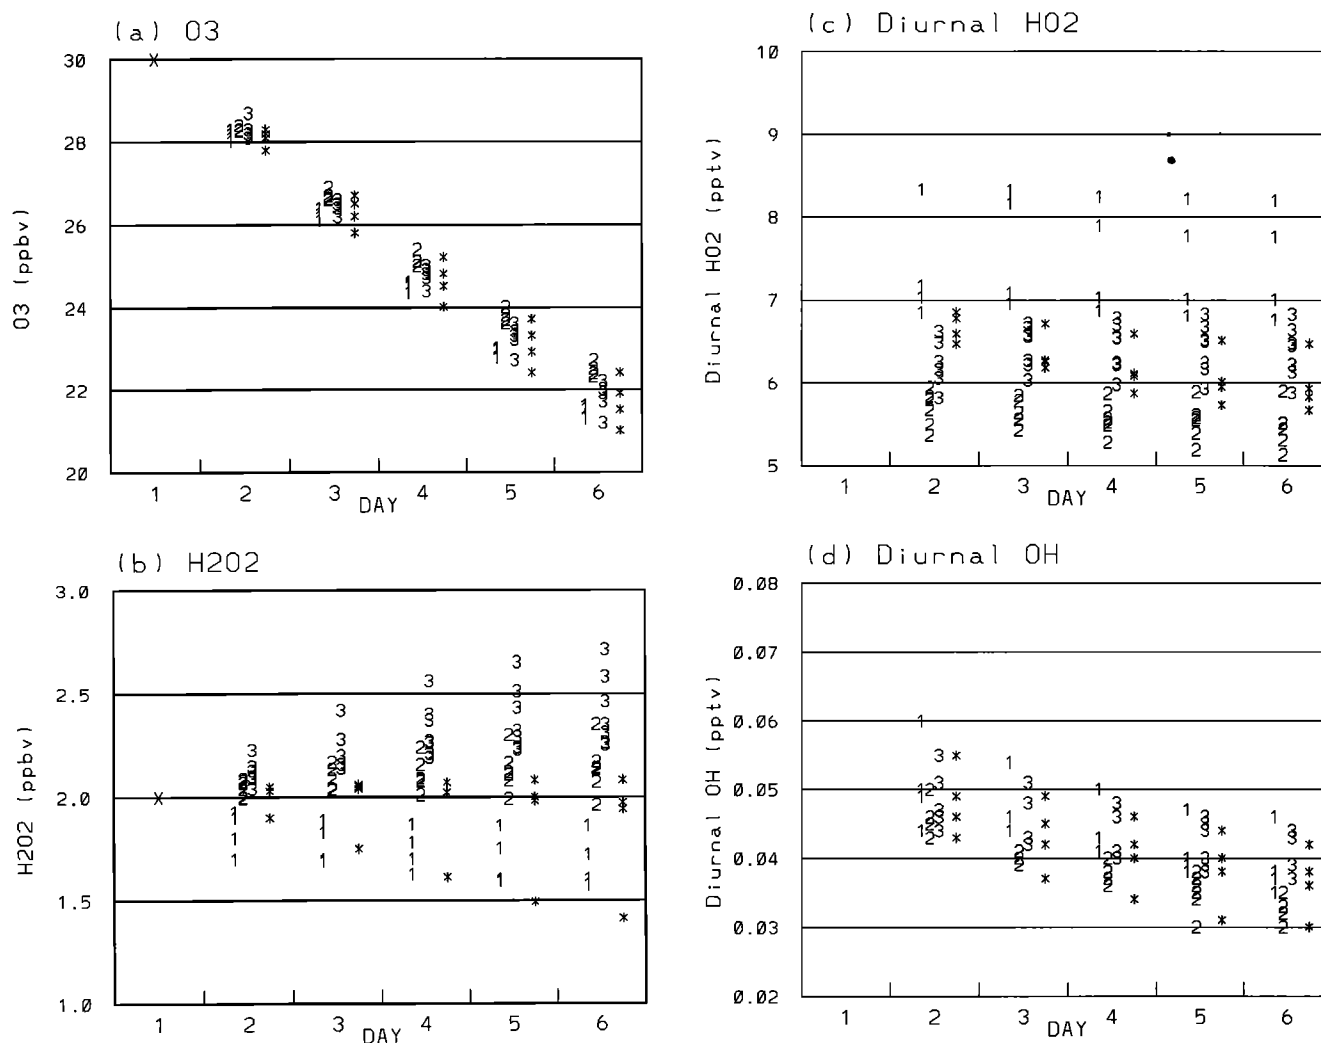 (a) O3
30
28
26
24
22
20
O3 (ppbv)
1 2 3 4 5 6
DAY
(c) Diurnal HO2
10
9
8
7
6
5
Diurnal HO2 (pptv)
1 2 3 4 5 6
DAY
(b) H2O2
3.0
2.5
2.0
1.5
1.0
H2O2 (ppbv)
1 2 3 4 5 6
DAY
(d) Diurnal OH
0.08
0.07
0.06
0.05
0.04
0.03
0.02
Diurnal OH (pptv)
1 2 3 4 5 6
DAY